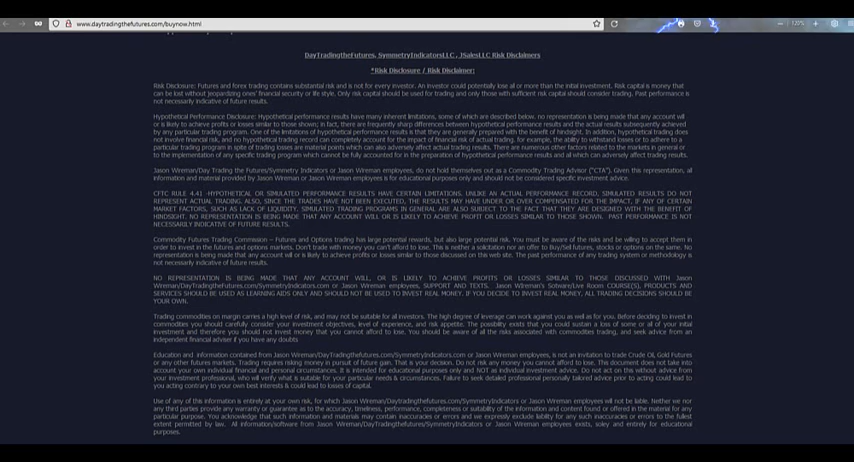 www.daytradingthefutures.com/buynow.html
120%
DayTradingtheFutures, SymmetryIndicatorsLLC, JSalesLLC Risk Disclaimers
*Risk Disclosure / Risk Disclaimer:
Risk Disclosure: Futures and forex trading contains substantial risk and is not for every investor. An investor could potentially lose all or more than the initial investment. Risk capital is money that
can be lost without jeopardizing ones' financial security or life style. Only risk capital should be used for trading and only those with sufficient risk capital should consider trading. Past performance is
not necessarily indicative of future results.
Hypothetical Performance Disclosure: Hypothetical performance results have many inherent limitations, some of which are described below. no representation is being made that any account will
or is likely to achieve profits or losses similar to those shown; in fact, there are frequently sharp differences between hypothetical performance results and the actual results subsequently achieved
by any particular trading program. One of the limitations of hypothetical performance results is that they are generally prepared with the benefit of hindsight. In addition, hypothetical trading does
not involve financial risk, and no hypothetical trading record can completely account for the impact of financial risk of actual trading. for example, the ability to withstand losses or to adhere to a
particular trading program in spite of trading losses are material points which can also adversely affect actual trading results. There are numerous other factors related to the markets in general or
to the implementation of any specific trading program which cannot be fully accounted for in the preparation of hypothetical performance results and all which can adversely affect trading results.
Jason Wireman/Day Trading the Futures/Symmetry Indicators or Jason Wireman employees, do not hold themselves out as a Commodity Trading Advisor ("CTA"). Given this representation, all
information and material provided by Jason Wireman or Jason Wireman employees is for educational purposes only and should not be considered specific investment advice.
CFTC RULE 4.41 -HYPOTHETICAL OR SIMULATED PERFORMANCE RESULTS HAVE CERTAIN LIMITATIONS. UNLIKE AN ACTUAL PERFORMANCE RECORD, SIMULATED RESULTS DO NOT
REPRESENT ACTUAL TRADING. ALSO, SINCE THE TRADES HAVE NOT BEEN EXECUTED, THE RESULTS MAY HAVE UNDER OR OVER COMPENSATED FOR THE IMPACT, IF ANY, OF CERTAIN
MARKET FACTORS, SUCH AS LACK OF LIQUIDITY. SIMULATED TRADING PROGRAMS IN GENERAL ARE ALSO SUBJECT TO THE FACT THAT THEY ARE DESIGNED WITH THE BENEFIT OF
HINDSIGHT. NO REPRESENTATION IS BEING MADE THAT ANY ACCOUNT WILL OR IS LIKELY TO ACHIEVE PROFIT OR LOSSES SIMILAR TO THOSE SHOWN. PAST PERFORMANCE IS NOT
NECESSARILY INDICATIVE OF FUTURE RESULTS.
Commodity Futures Trading Commission – Futures and Options trading has large potential rewards, but also large potential risk. You must be aware of the risks and be willing to accept them in
order to invest in the futures and options markets. Don't trade with money you can't afford to lose. This is neither a solicitation nor an offer to Buy/Sell futures, stocks or options on the same. No
representation is being made that any account will or is likely to achieve profits or losses similar to those discussed on this web site. The past performance of any trading system or methodology is
not necessarily indicative of future results.
NO REPRESENTATION IS BEING MADE THAT ANY ACCOUNT WILL, OR IS LIKELY TO ACHIEVE PROFITS OR LOSSES SIMILAR TO THOSE DISCUSSED WITH Jason
Wireman/DayTradingthefutures.com/SymmetryIndicators.com or Jason Wireman employees, SUPPORT AND TEXTS. Jason Wireman's Sotware/Live Room COURSE(S), PRODUCTS AND
SERVICES SHOULD BE USED AS LEARNING AIDS ONLY AND SHOULD NOT BE USED TO INVEST REAL MONEY. IF YOU DECIDE TO INVEST REAL MONEY, ALL TRADING DECISIONS SHOULD BE
YOUR OWN.
Trading commodities on margin carries a high level of risk, and may not be suitable for all investors. The high degree of leverage can work against you as well as for you. Before deciding to invest in
commodities you should carefully consider your investment objectives, level of experience, and risk appetite. The possibility exists that you could sustain a loss of some or all of your initial
investment and therefore you should not invest money that you cannot afford to lose. You should be aware of all the risks associated with commodities trading, and seek advice from an
independent financial adviser if you have any doubts
Education and information contained from Jason Wireman/DayTradingthefutures.com/SymmetryIndicators.com or Jason Wireman employees, is not an invitation to trade Crude Oil, Gold Futures
or any other futures markets. Trading requires risking money in pursuit of future gain. That is your decision. Do not risk any money you cannot afford to lose. This document does not take into
account your own individual financial and personal circumstances. It is intended for educational purposes only and NOT as individual investment advice. Do not act on this without advice from
your investment professional, who will verify what is suitable for your particular needs & circumstances. Failure to seek detailed professional personally tailored advice prior to acting could lead to
you acting contrary to your own best interests & could lead to losses of capital.
Use of any of this information is entirely at your own risk, for which Jason Wireman/DayTradingthefutures.com/SymmetryIndicators or Jason Wireman employees will not be liable. Neither we nor
any third parties provide any warranty or guarantee as to the accuracy, timeliness, performance, completeness or suitability of the information and content found or offered in the material for any
particular purpose. You acknowledge that such information and materials may contain inaccuracies or errors and we expressly exclude liability for any such inaccuracies or errors to the fullest
extent permitted by law. All information/software from Jason Wireman/DayTradingthefutures/SymmetryIndicators or Jason Wireman employees exists, soley and entirely for educational
purposes.